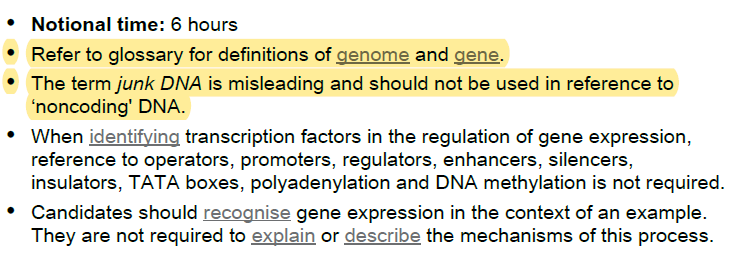 • Notional time: 6 hours
• Refer to glossary for definitions of genome and gene.
• The term junk DNA is misleading and should not be used in reference to
‘noncoding' DNA.
• When identifying transcription factors in the regulation of gene expression,
reference to operators, promoters, regulators, enhancers, silencers,
insulators, TATA boxes, polyadenylation and DNA methylation is not required.
• Candidates should recognise gene expression in the context of an example.
They are not required to explain or describe the mechanisms of this process.